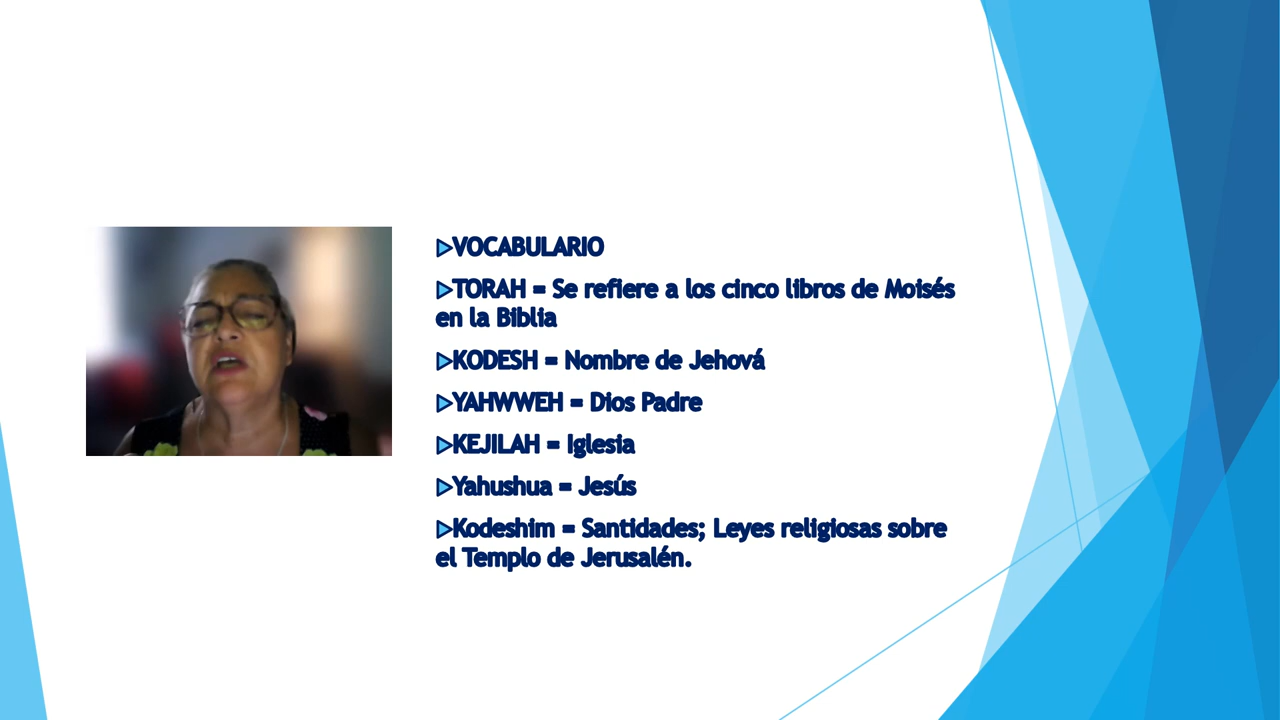 VOCABULARIO
TORAH = Se refiere a los cinco libros de Moisés
en la Biblia
KODESH = Nombre de Jehová
YAHWWEH = Dios Padre
KEJILAH = Iglesia
Yahushua = Jesús
Kodeshim = Santidades; Leyes religiosas sobre
el Templo de Jerusalén.